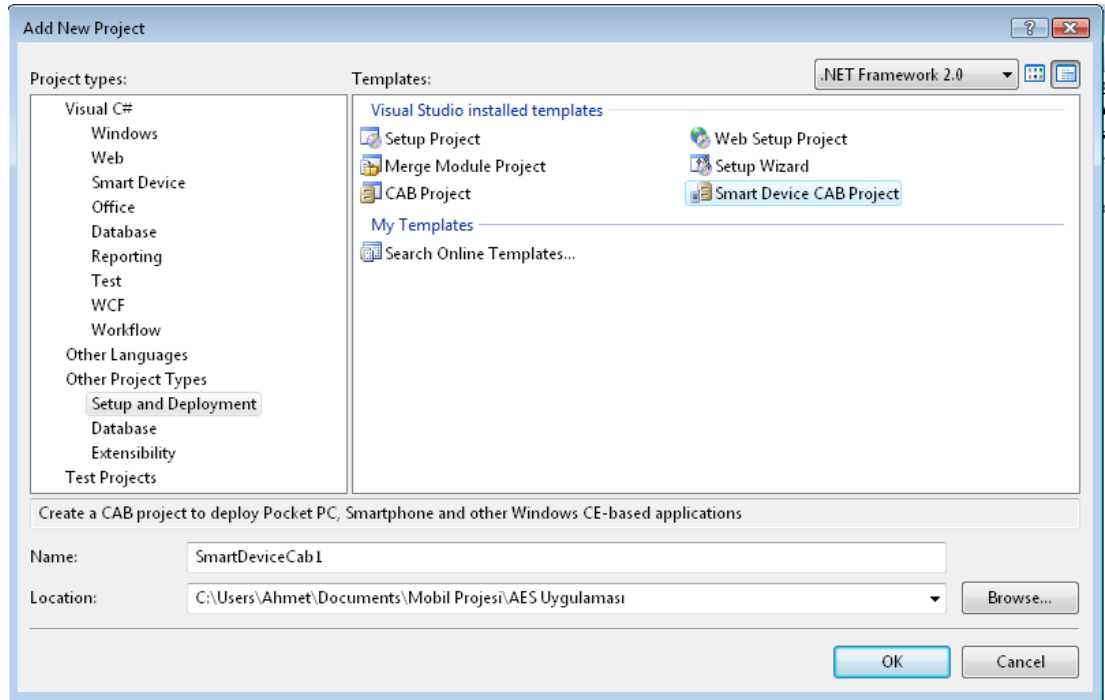 Add New Project
Project types:
Templates:
.NET Framework 2.0
Visual C#
Windows
Web
Smart Device
Office
Database
Reporting
Test
WCF
Workflow
Other Languages
Other Project Types
Setup and Deployment
Database
Extensibility
Test Projects
Visual Studio installed templates
Setup Project
Web Setup Project
Merge Module Project
Setup Wizard
CAB Project
Smart Device CAB Project
My Templates
Search Online Templates...
Create a CAB project to deploy Pocket PC, Smartphone and other Windows CE-based applications
Name:
SmartDeviceCab1
Location:
C:\Users\Ahmet\Documents\Mobil Projesi\AES Uygulaması
Browse...
OK
Cancel